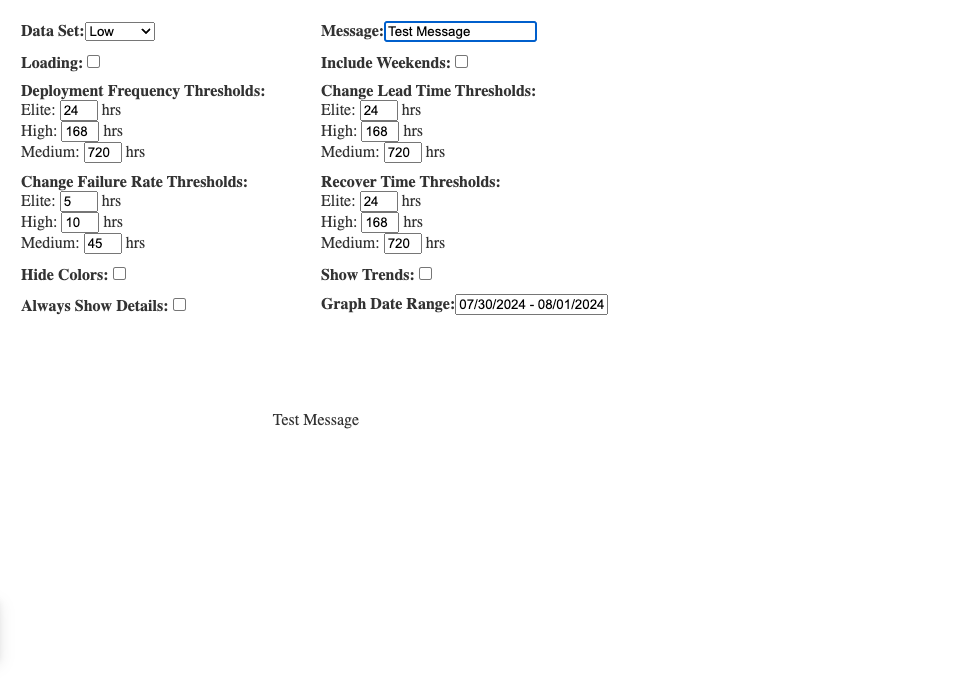 Data Set: Low Message: Test Message
Loading: Include Weekends:
Deployment Frequency Thresholds: Change Lead Time Thresholds:
Elite: 24 hrs Elite: 24 hrs
High: 168 hrs High: 168 hrs
Medium: 720 hrs Medium: 720 hrs
Change Failure Rate Thresholds: Recover Time Thresholds:
Elite: 5 hrs Elite: 24 hrs
High: 10 hrs High: 168 hrs
Medium: 45 hrs Medium: 720 hrs
Hide Colors: Show Trends:
Always Show Details: Graph Date Range: 07/30/2024 - 08/01/2024
Test Message